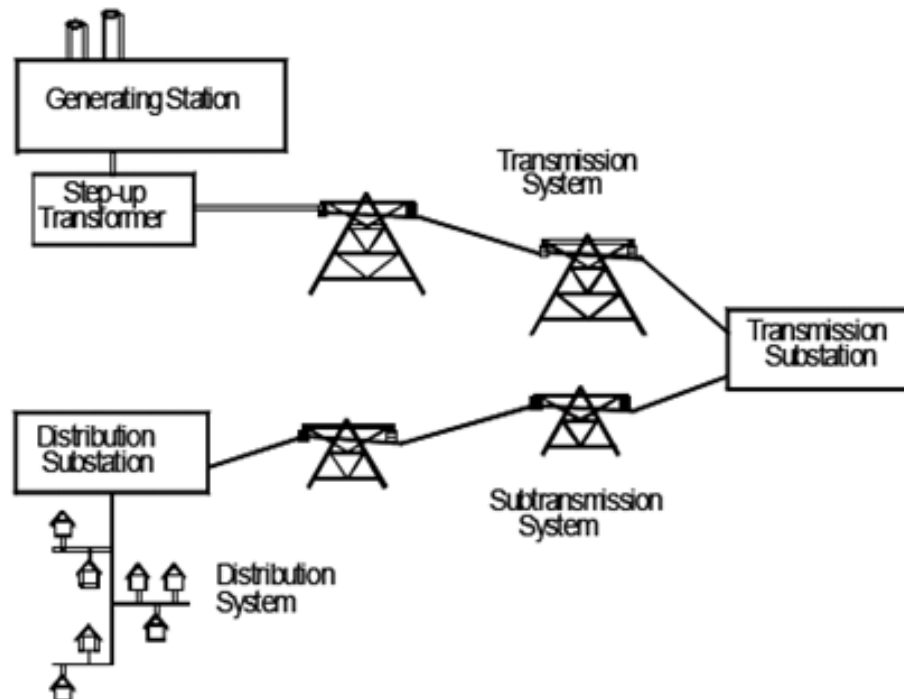 Generating Station
Step-up
Transformer
Transmission
System
Transmission
Substation
Distribution
Substation
Subtransmission
System
Distribution
System